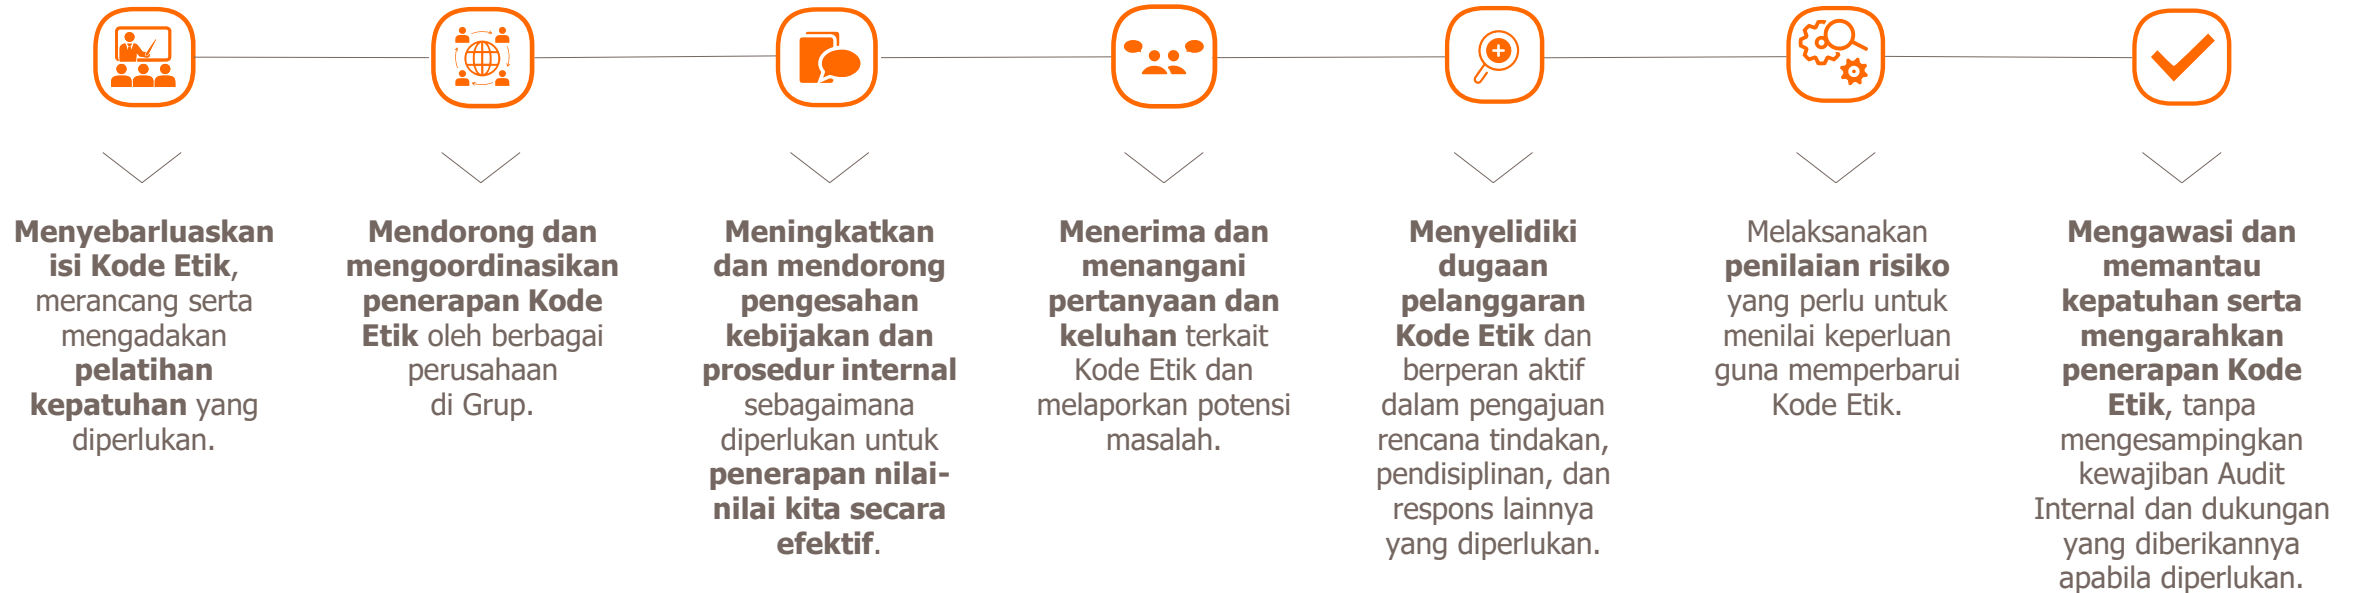 Menyebarluaskan
isi Kode Etik,
merancang serta
mengadakan
pelatihan
kepatuhan yang
diperlukan.
Mendorong dan
mengoordinasikan
penerapan Kode
Etik oleh berbagai
perusahaan
di Grup.
Meningkatkan
dan mendorong
pengesahan
kebijakan dan
prosedur internal
sebagaimana
diperlukan untuk
penerapan nilai-
nilai kita secara
efektif.
Menerima dan
menangani
pertanyaan dan
keluhan terkait
Kode Etik dan
melaporkan potensi
masalah.
Menyelidiki
dugaan
pelanggaran
Kode Etik dan
berperan aktif
dalam pengajuan
rencana tindakan,
pendisiplinan, dan
respons lainnya
yang diperlukan.
Melaksanakan
penilaian risiko
yang perlu untuk
menilai keperluan
guna memperbarui
Kode Etik.
Mengawasi dan
memantau
kepatuhan serta
mengarahkan
penerapan Kode
Etik, tanpa
mengesampingkan
kewajiban Audit
Internal dan dukungan
yang diberikannya
apabila diperlukan.